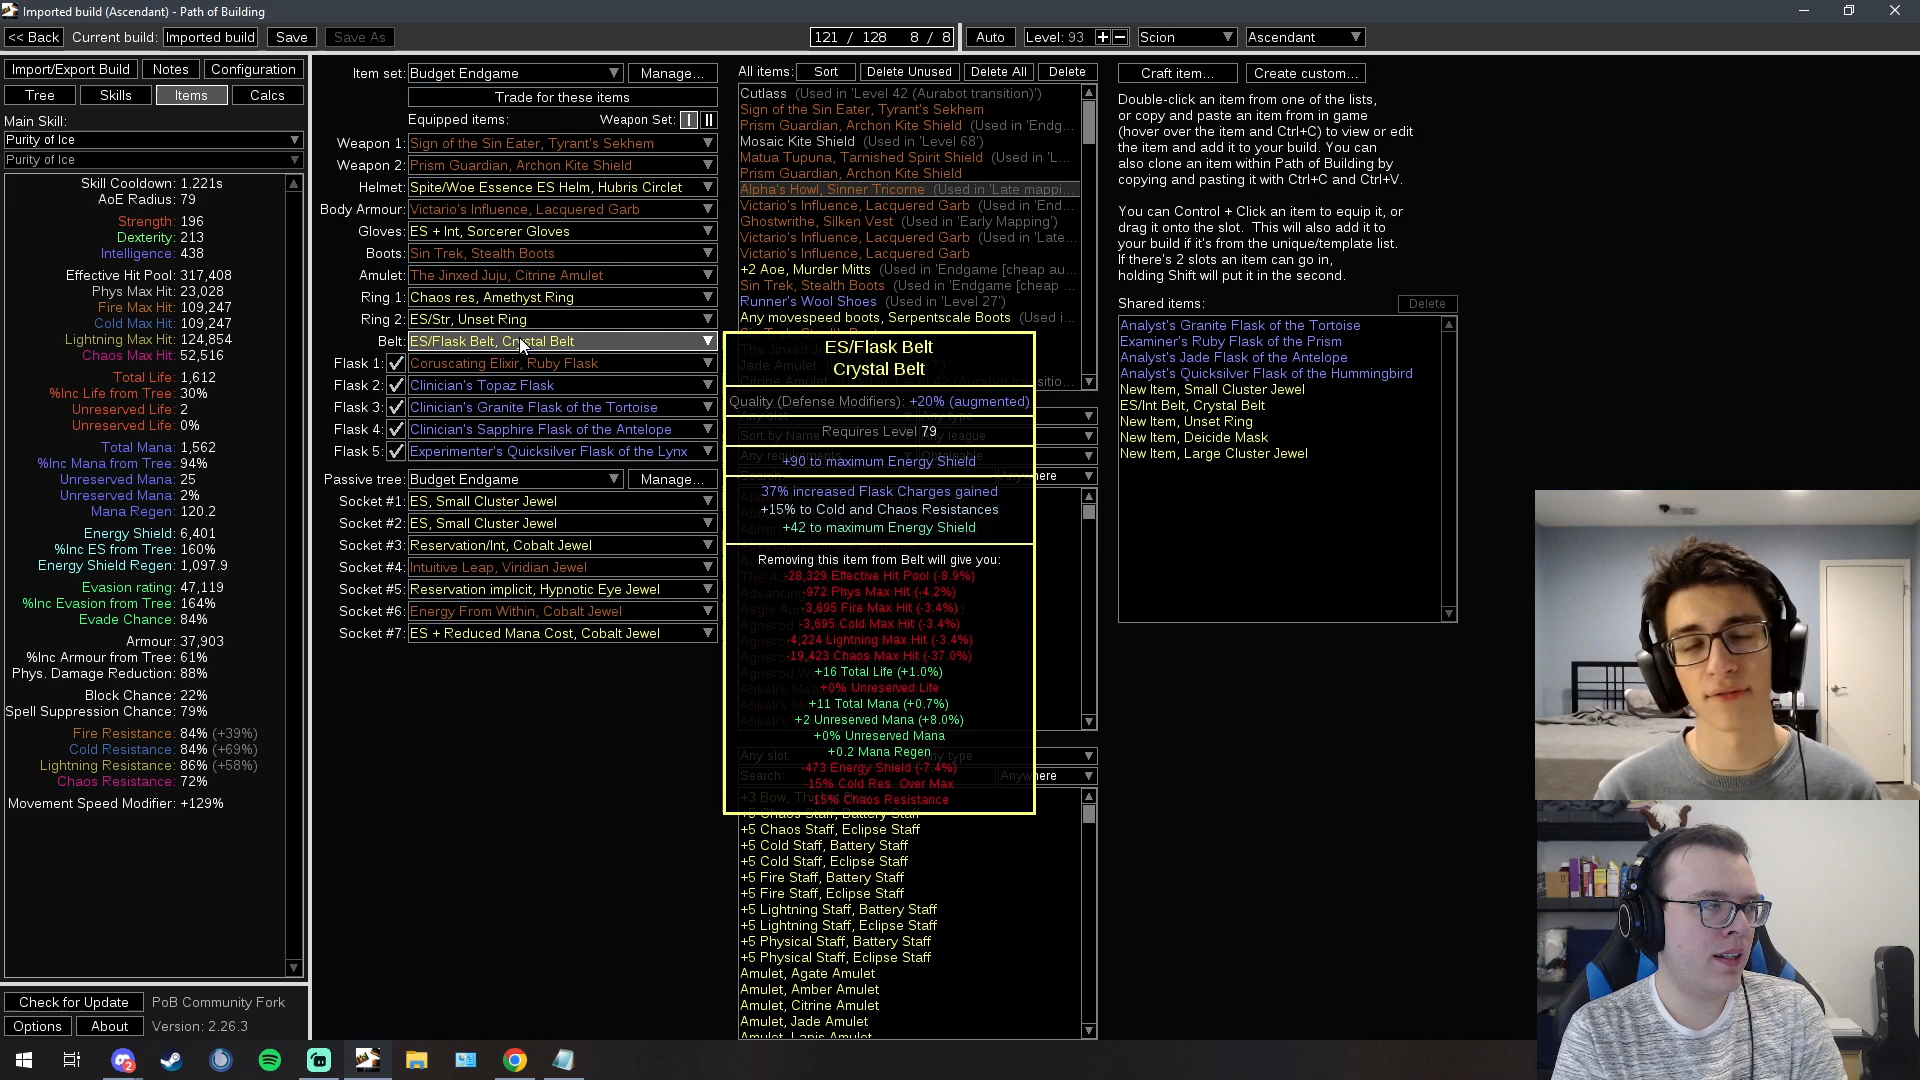 Imported build (Ascendant) - Path of Building
<< Back
Current build: Imported build
Save
Save As
121 / 128 8 / 8
Auto
Level: 93
Scion
Ascendant
Import/Export Build
Notes
Configuration
Tree
Skills
Items
Calcs
Main Skill:
Purity of Ice
Purity of Ice
Skill Cooldown: 1.221s
AoE Radius: 79
Strength: 196
Dexterity: 213
Intelligence: 438
Effective Hit Pool: 317,408
Phys Max Hit: 23,028
Fire Max Hit: 109,247
Cold Max Hit: 109,247
Lightning Max Hit: 124,854
Chaos Max Hit: 52,516
Total Life: 1,612
%Inc Life from Tree: 30%
Unreserved Life: 2
Unreserved Life: 0%
Total Mana: 1,562
%Inc Mana from Tree: 94%
Unreserved Mana: 25
Unreserved Mana: 2%
Mana Regen: 120.2
Energy Shield: 6,401
%Inc ES from Tree: 160%
Energy Shield Regen: 1,097.9
Evasion rating: 47,119
%Inc Evasion from Tree: 164%
Evade Chance: 84%
Armour: 37,903
%Inc Armour from Tree: 61%
Phys. Damage Reduction: 88%
Block Chance: 22%
Spell Suppression Chance: 79%
Fire Resistance: 84% (+39%)
Cold Resistance: 84% (+69%)
Lightning Resistance: 86% (+58%)
Chaos Resistance: 72%
Movement Speed Modifier: +129%
Check for Update
PoB Community Fork
Options
About
Version: 2.26.3
Item set: Budget Endgame
Manage...
Trade for these items
Equipped items:
Weapon Set: I II
Weapon 1: Sign of the Sin Eater, Tyrant's Sekhem
Weapon 2: Prism Guardian, Archon Kite Shield
Helmet: Spite/Woe Essence ES Helm, Hubris Circlet
Body Armour: Victario's Influence, Lacquered Garb
Gloves: ES + Int, Sorcerer Gloves
Boots: Sin Trek, Stealth Boots
Amulet: The Jinxed Juju, Citrine Amulet
Ring 1: Chaos res, Amethyst Ring
Ring 2: ES/Str, Unset Ring
Belt: ES/Flask Belt, Crystal Belt
Flask 1: Coruscating Elixir, Ruby Flask
Flask 2: Clinician's Topaz Flask
Flask 3: Clinician's Granite Flask of the Tortoise
Flask 4: Clinician's Sapphire Flask of the Antelope
Flask 5: Experimenter's Quicksilver Flask of the Lynx
Passive tree: Budget Endgame
Manage...
Socket #1: ES, Small Cluster Jewel
Socket #2: ES, Small Cluster Jewel
Socket #3: Reservation/Int, Cobalt Jewel
Socket #4: Intuitive Leap, Viridian Jewel
Socket #5: Reservation implicit, Hypnotic Eye Jewel
Socket #6: Energy From Within, Cobalt Jewel
Socket #7: ES + Reduced Mana Cost, Cobalt Jewel
All items:
Sort
Delete Unused
Delete All
Delete
Cutlass (Used in 'Level 42 (Aurabot transition)')
Sign of the Sin Eater, Tyrant's Sekhem
Prism Guardian, Archon Kite Shield (Used in 'Endg...
Mosaic Kite Shield (Used in 'Level 68')
Matua Tupuna, Tarnished Spirit Shield (Used in 'L...
Prism Guardian, Archon Kite Shield
Alpha's Howl, Sinner Tricorne (Used in 'Late mappi...
Victario's Influence, Lacquered Garb (Used in 'End...
Ghostwrithe, Silken Vest (Used in 'Early Mapping')
Victario's Influence, Lacquered Garb (Used in 'Late...
Victario's Influence, Lacquered Garb
+2 Aoe, Murder Mitts (Used in 'Endgame [cheap au...
Sin Trek, Stealth Boots (Used in 'Endgame [cheap ...
Runner's Wool Shoes (Used in 'Level 27')
Any movespeed boots, Serpentscale Boots (Used i...
ES/Flask Belt
Crystal Belt
Quality (Defense Modifiers): +20% (augmented)
Requires Level 79
+90 to maximum Energy Shield
37% increased Flask Charges gained
+15% to Cold and Chaos Resistances
+42 to maximum Energy Shield
Removing this item from Belt will give you:
-28,329 Effective Hit Pool (-8.9%)
-972 Phys Max Hit (-4.2%)
-3,695 Fire Max Hit (-3.4%)
-3,695 Cold Max Hit (-3.4%)
-4,224 Lightning Max Hit (-3.4%)
-19,423 Chaos Max Hit (-37.0%)
+16 Total Life (+1.0%)
+0% Unreserved Life
+11 Total Mana (+0.7%)
+2 Unreserved Mana (+8.0%)
+0% Unreserved Mana
+0.2 Mana Regen
-473 Energy Shield (-7.4%)
-15% Cold Res. Over Max
-15% Chaos Resistance
+5 Chaos Staff, Battery Staff
+5 Chaos Staff, Eclipse Staff
+5 Cold Staff, Battery Staff
+5 Cold Staff, Eclipse Staff
+5 Fire Staff, Battery Staff
+5 Fire Staff, Eclipse Staff
+5 Lightning Staff, Battery Staff
+5 Lightning Staff, Eclipse Staff
+5 Physical Staff, Battery Staff
+5 Physical Staff, Eclipse Staff
Amulet, Agate Amulet
Amulet, Amber Amulet
Amulet, Citrine Amulet
Amulet, Jade Amulet
Amulet, Lapis Amulet
Craft item...
Create custom...
Double-click an item from one of the lists,
or copy and paste an item from in game
(hover over the item and Ctrl+C) to view or edit
the item and add it to your build. You can
also clone an item within Path of Building by
copying and pasting it with Ctrl+C and Ctrl+V.
You can Control + Click an item to equip it, or
drag it onto the slot. This will also add it to
your build if it's from the unique/template list.
If there's 2 slots an item can go in,
holding Shift will put it in the second.
Shared items:
Delete
Analyst's Granite Flask of the Tortoise
Examiner's Ruby Flask of the Prism
Analyst's Jade Flask of the Antelope
Analyst's Quicksilver Flask of the Hummingbird
New Item, Small Cluster Jewel
ES/Int Belt, Crystal Belt
New Item, Unset Ring
New Item, Deicide Mask
New Item, Large Cluster Jewel